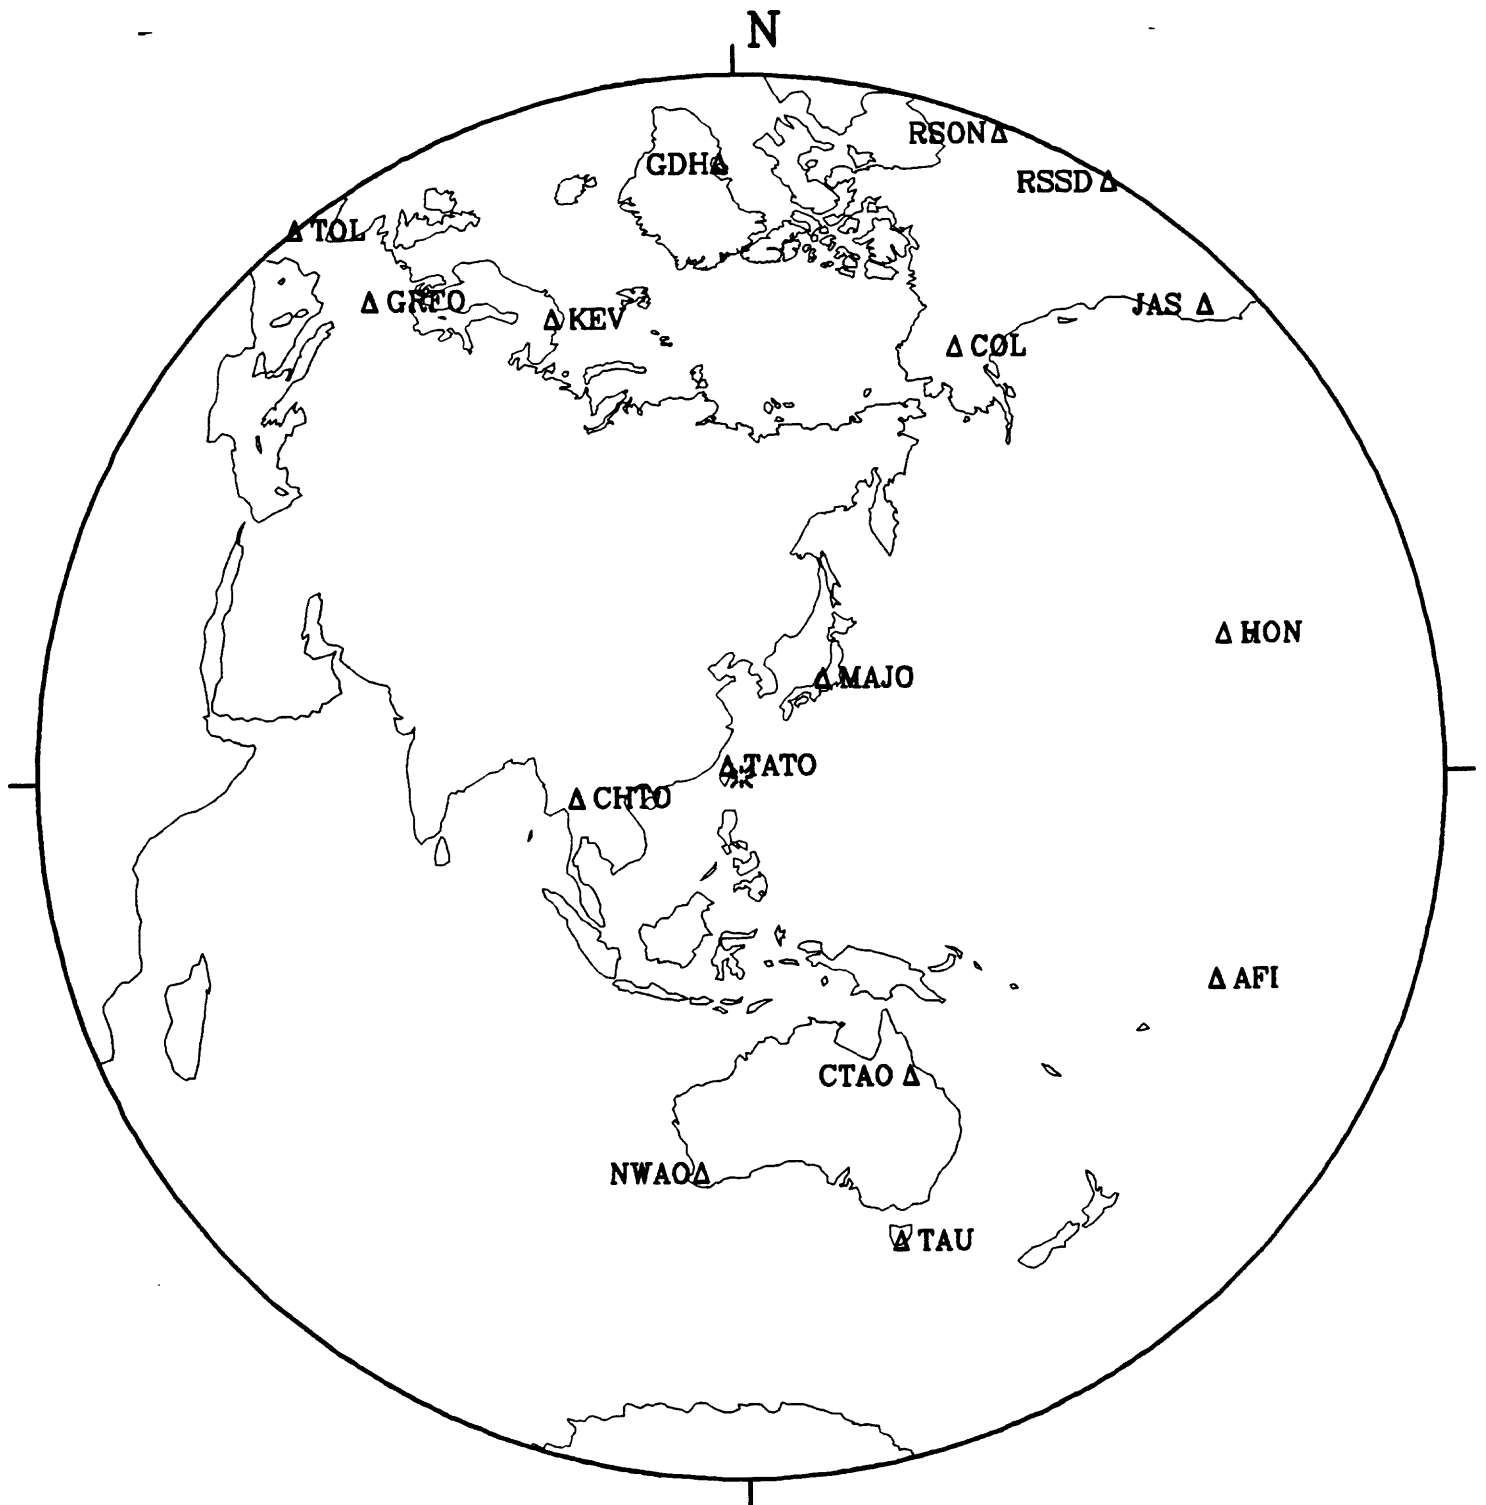 N
RSON
GDH
RSSD
TOL
GRFO
KEV
JAS
COL
HON
MAJO
TATO
CHTO
AFI
CTAO
NWAO
TAU